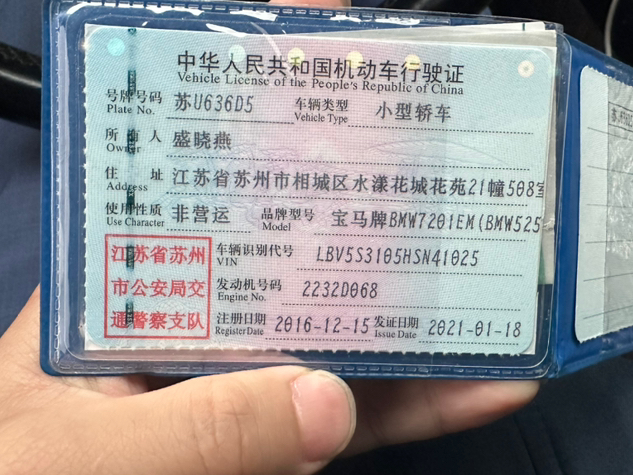 中华人民共和国机动车行驶证
Vehicle License of the People's Republic of China
号牌号码 苏U636D5 车辆类型 小型轿车
Plate No. Vehicle Type
所有人 盛晓燕
Owner
住址 江苏省苏州市相城区水漾花城花苑21幢508室
Address
使用性质 非营运 品牌型号 宝马牌BMW7201EM(BMW525
Use Character Model
江苏省苏州
市公安局交
通警察支队
车辆识别代号 LBV5S3105HSN41025
VIN
发动机号码 2232D068
Engine No.
注册日期 2016-12-15 发证日期 2021-01-18
Register Date Issue Date